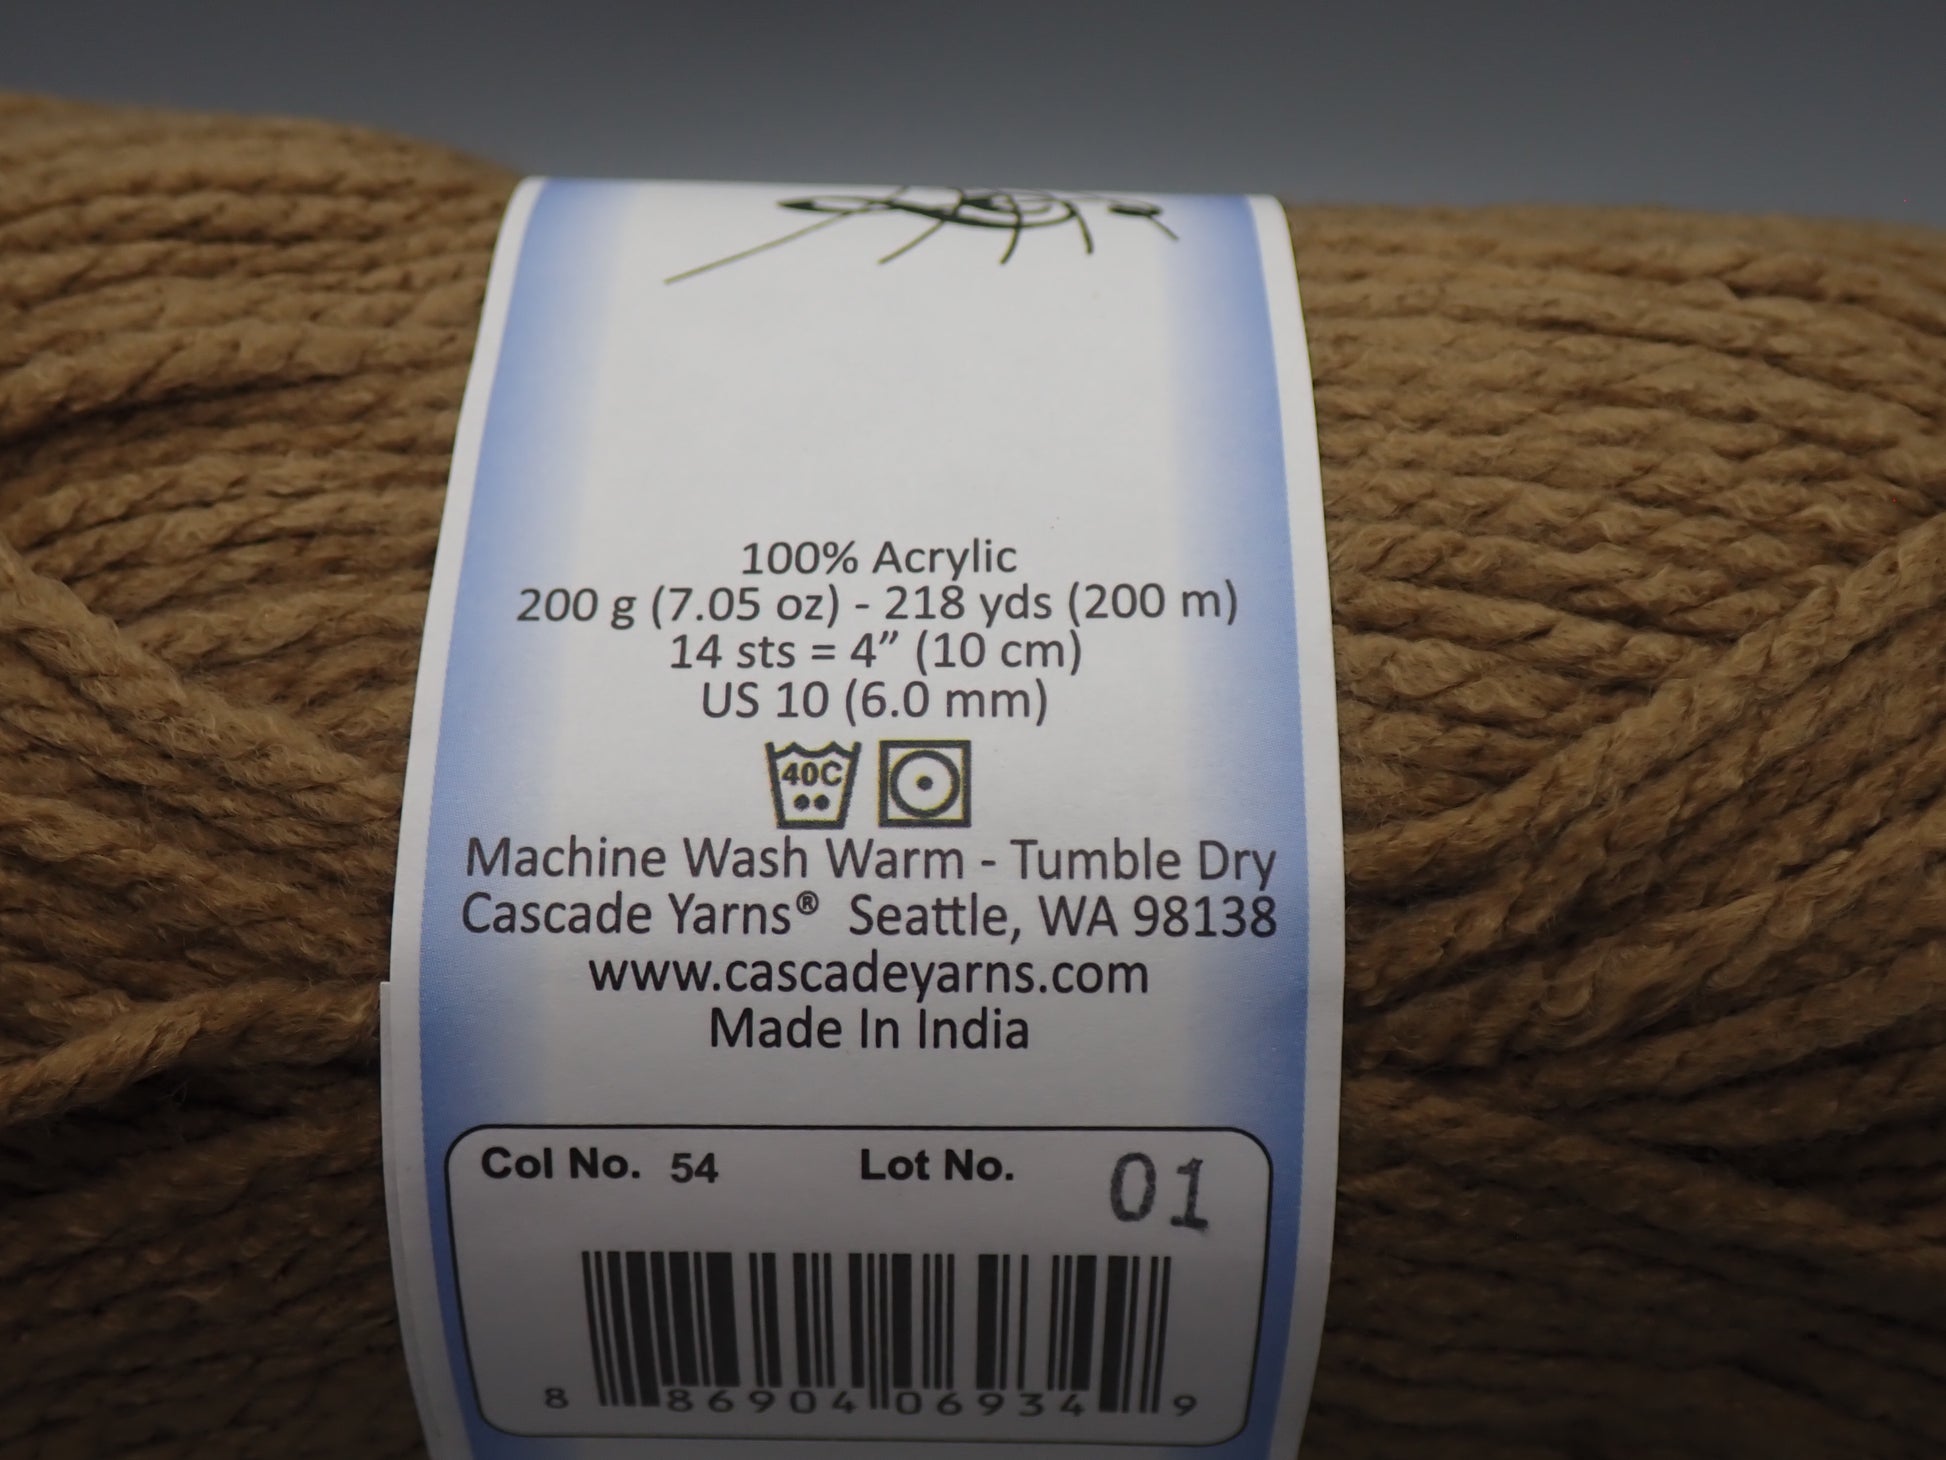 100% Acrylic
200 g (7.05 oz) - 218 yds (200 m)
14 sts = 4” (10 cm)
US 10 (6.0 mm)
40C
Machine Wash Warm - Tumble Dry
Cascade Yarns® Seattle, WA 98138
www.cascadeyarns.com
Made In India
Col No. 54 Lot No. 01
8 86904 06934 9